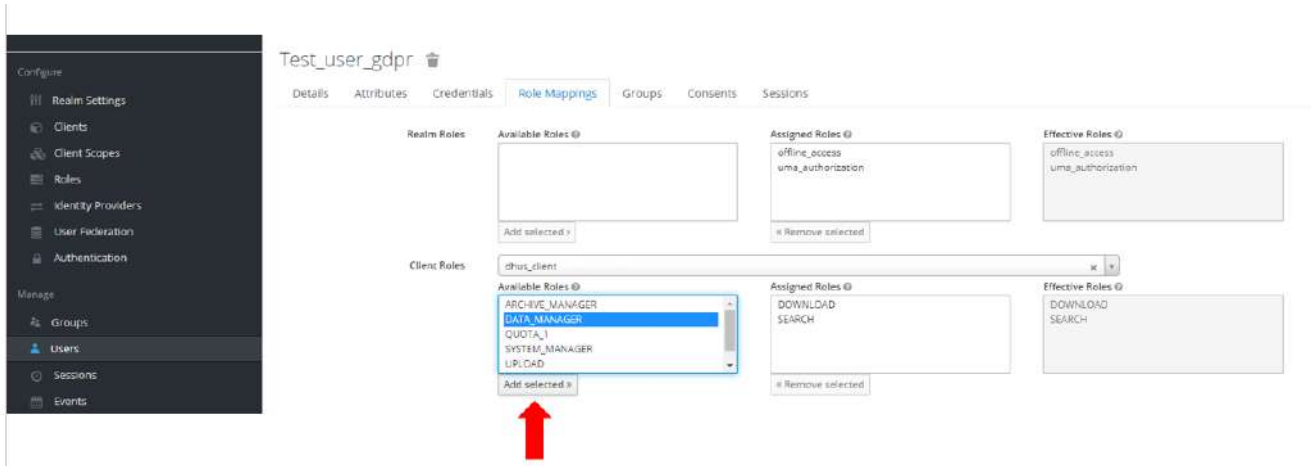 Configure
Realm Settings
Clients
Client Scopes
Roles
Identity Providers
User Federation
Authentication
Manage
Groups
Users
Sessions
Events
Test_user_gdpr
Details Attributes Credentials Role Mappings Groups Consents Sessions
Realm Roles
Available Roles
Add selected »
Assigned Roles
offline_access
uma_authorization
« Remove selected
Effective Roles
offline_access
uma_authorization
Client Roles
dhus_client
Available Roles
ARCHIVE_MANAGER
DATA_MANAGER
QUOTA_1
SYSTEM_MANAGER
UPLOAD
Add selected »
Assigned Roles
DOWNLOAD
SEARCH
« Remove selected
Effective Roles
DOWNLOAD
SEARCH